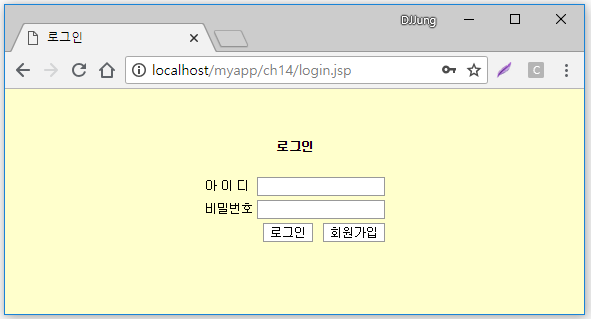 DJJung
로그인
localhost/myapp/ch14/login.jsp
C
로그인
아 이 디
비밀번호
로그인 회원가입